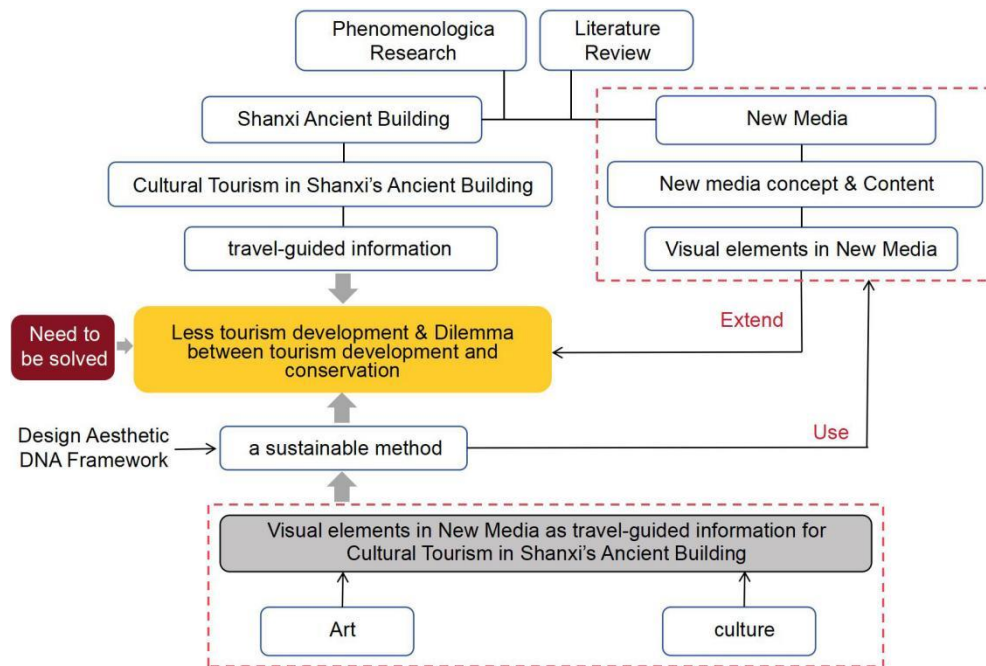 Phenomenologica
Research
Literature
Review
Shanxi Ancient Building
New Media
Cultural Tourism in Shanxi's Ancient Building
New media concept & Content
travel-guided information
Visual elements in New Media
Need to
be solved
Less tourism development & Dilemma
between tourism development and
conservation
Extend
Design Aesthetic
DNA Framework
a sustainable method
Use
Visual elements in New Media as travel-guided information for
Cultural Tourism in Shanxi's Ancient Building
Art
culture